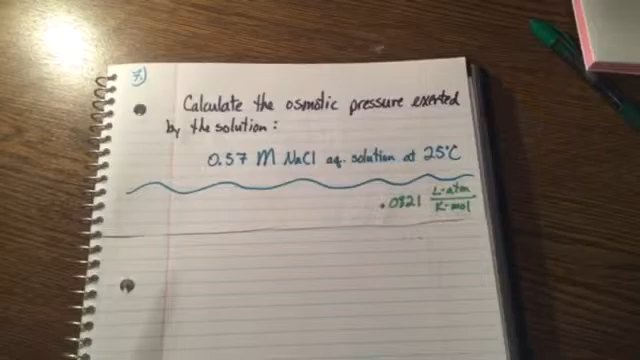 7.)
Calculate the osmotic pressure exerted
by the solution:
0.57 M NaCl aq. solution at 25°C
.0821 L-atm
K-mol